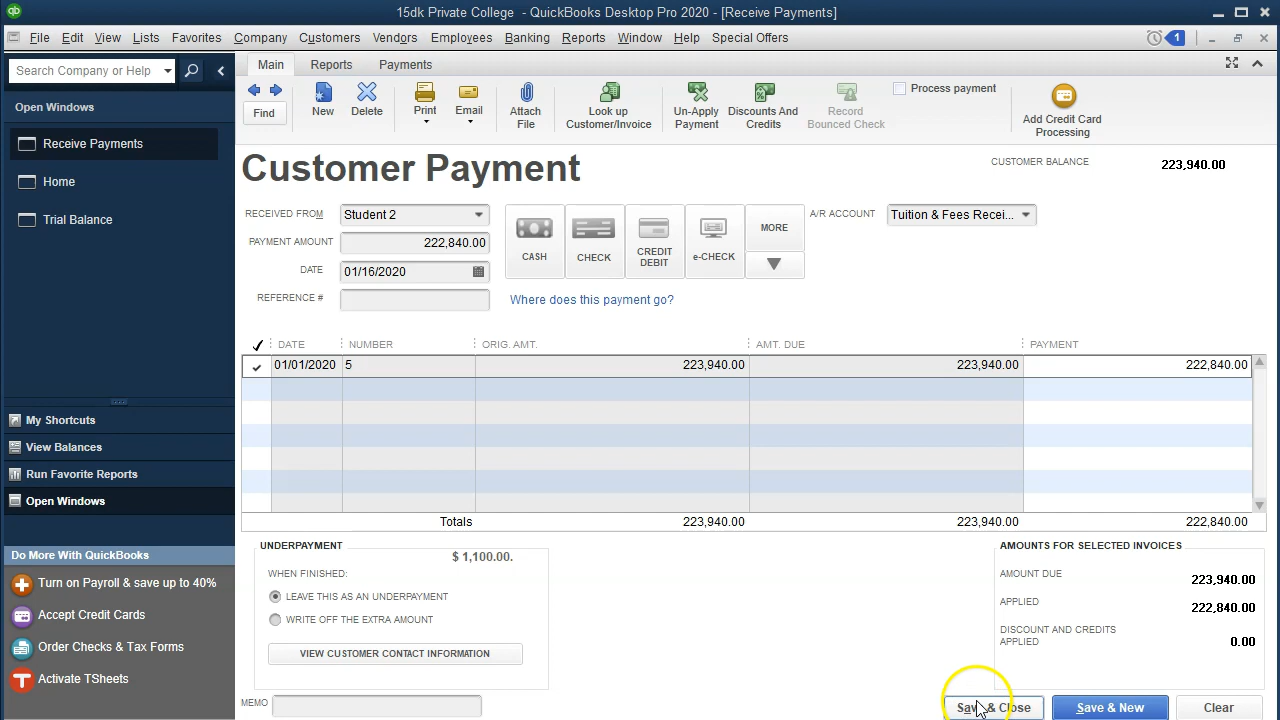 15dk Private College - QuickBooks Desktop Pro 2020 - [Receive Payments]
File Edit View Lists Favorites Company Customers Vendors Employees Banking Reports Window Help Special Offers 1
Search Company or Help
Open Windows
Receive Payments
Home
Trial Balance
My Shortcuts
View Balances
Run Favorite Reports
Open Windows
Do More With QuickBooks
Turn on Payroll & save up to 40%
Accept Credit Cards
Order Checks & Tax Forms
Activate TSheets
Main Reports Payments
Find New Delete Print Email
Attach File
Look up Customer/Invoice
Un-Apply Payment
Discounts And Credits
Record Bounced Check
Process payment
Add Credit Card Processing
Customer Payment
CUSTOMER BALANCE 223,940.00
RECEIVED FROM Student 2
A/R ACCOUNT Tuition & Fees Recei...
PAYMENT AMOUNT 222,840.00
DATE 01/16/2020
REFERENCE #
CASH CHECK CREDIT DEBIT e-CHECK MORE
Where does this payment go?
DATE NUMBER ORIG. AMT. AMT. DUE PAYMENT
01/01/2020 5 223,940.00 223,940.00 222,840.00
Totals 223,940.00 223,940.00 222,840.00
UNDERPAYMENT
$ 1,100.00.
WHEN FINISHED:
LEAVE THIS AS AN UNDERPAYMENT
WRITE OFF THE EXTRA AMOUNT
VIEW CUSTOMER CONTACT INFORMATION
AMOUNTS FOR SELECTED INVOICES
AMOUNT DUE 223,940.00
APPLIED 222,840.00
DISCOUNT AND CREDITS APPLIED 0.00
MEMO
Save & Close Save & New Clear